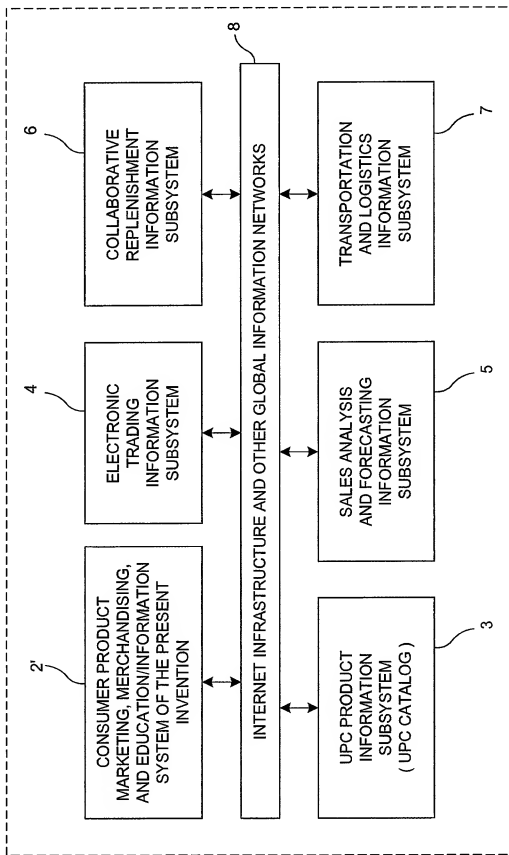 2'
CONSUMER PRODUCT
MARKETING, MERCHANDISING,
AND EDUCATION/INFORMATION
SYSTEM OF THE PRESENT
INVENTION
4
ELECTRONIC
TRADING
INFORMATION
SUBSYSTEM
6
COLLABORATIVE
REPLENISHMENT
INFORMATION
SUBSYSTEM
8
INTERNET INFRASTRUCTURE AND OTHER GLOBAL INFORMATION NETWORKS
UPC PRODUCT
INFORMATION
SUBSYSTEM
( UPC CATALOG )
3
SALES ANALYSIS
AND FORECASTING
INFORMATION
SUBSYSTEM
5
TRANSPORTATION
AND LOGISTICS
INFORMATION
SUBSYSTEM
7